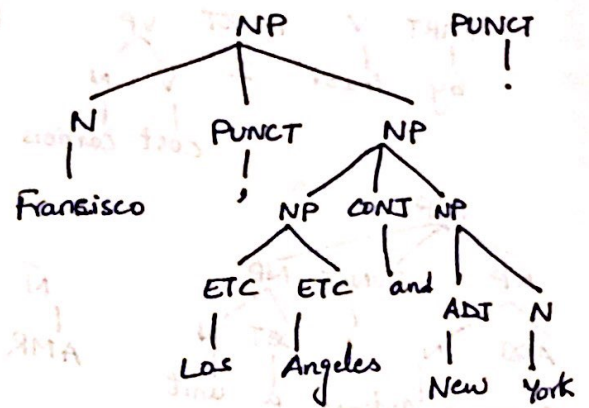 NP PUNCT
.
N PUNCT NP
Fransisco , NP CONJ NP
ETC ETC and ADJ N
Los Angeles New York